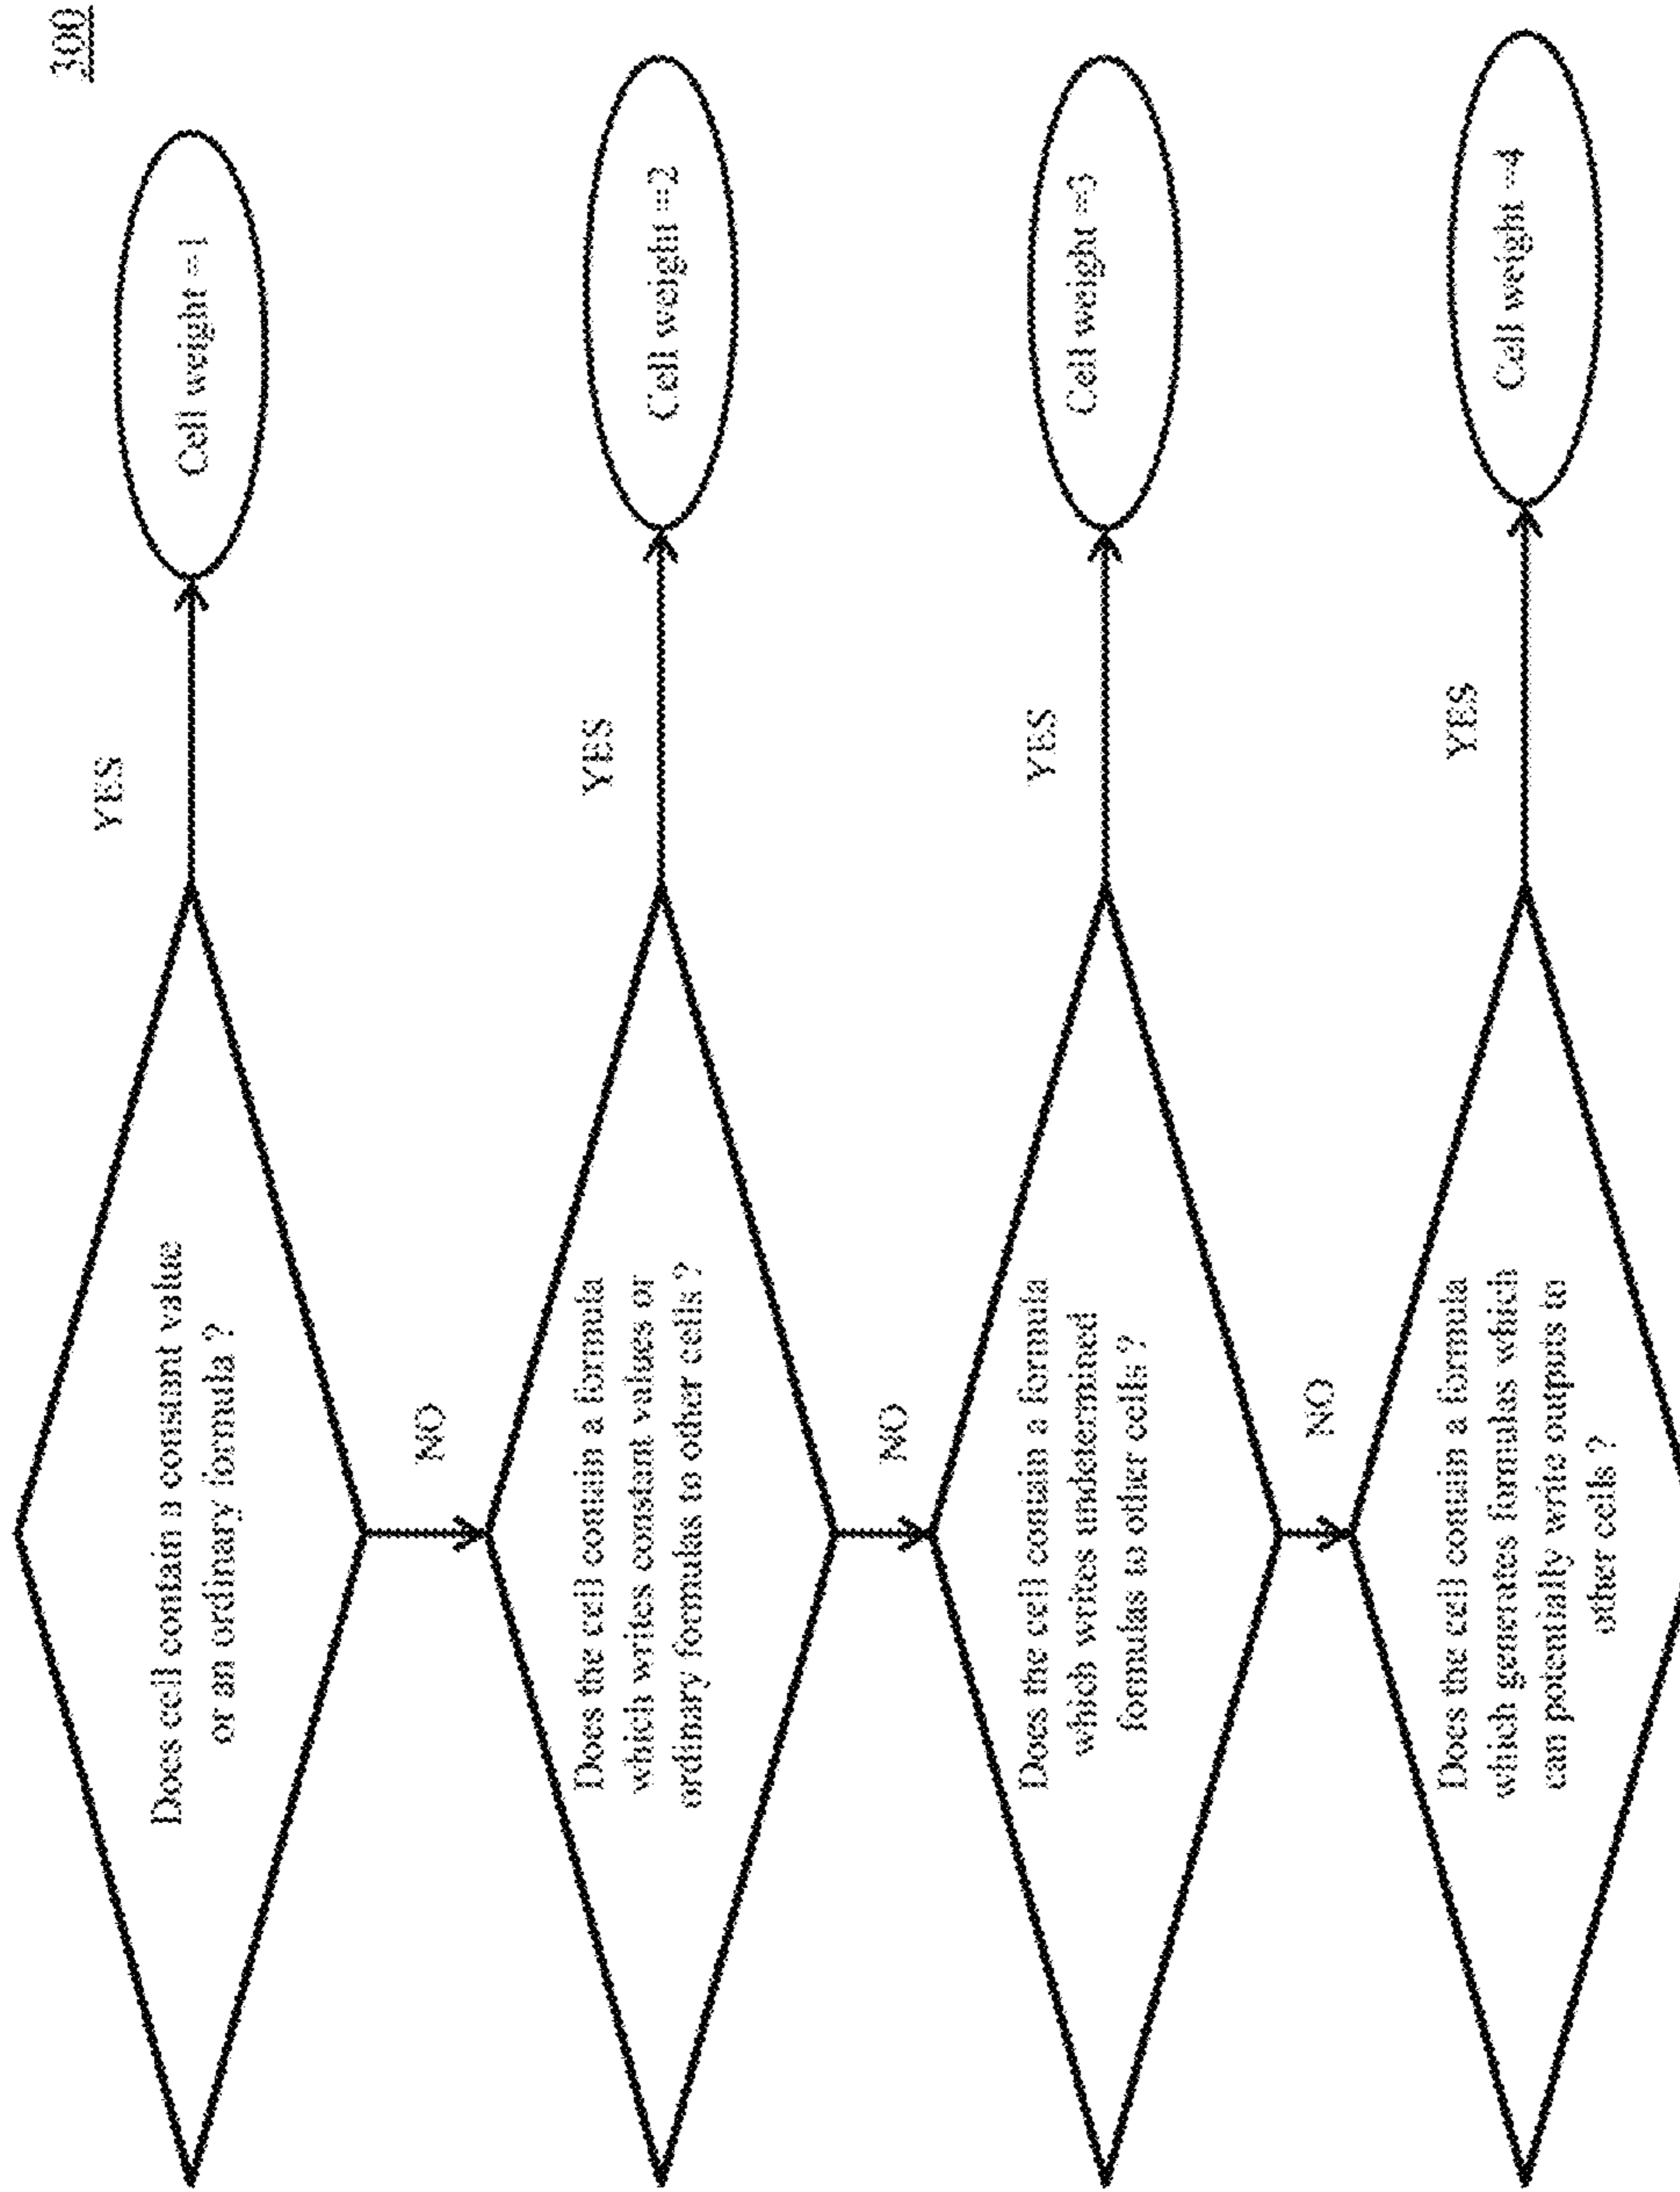 300
Does cell contain a constant value
or an ordinary formula ?
YES
Cell weight =1
NO
Does the cell contain a formula
which writes constant values or
ordinary formulas to other cells ?
YES
Cell weight =2
NO
Does the cell contain a formula
which writes undetermined
formulas to other cells ?
YES
Cell weight =3
NO
Does the cell contain a formula
which generates formulas which
can potentially write outputs to
other cells ?
YES
Cell weight =4